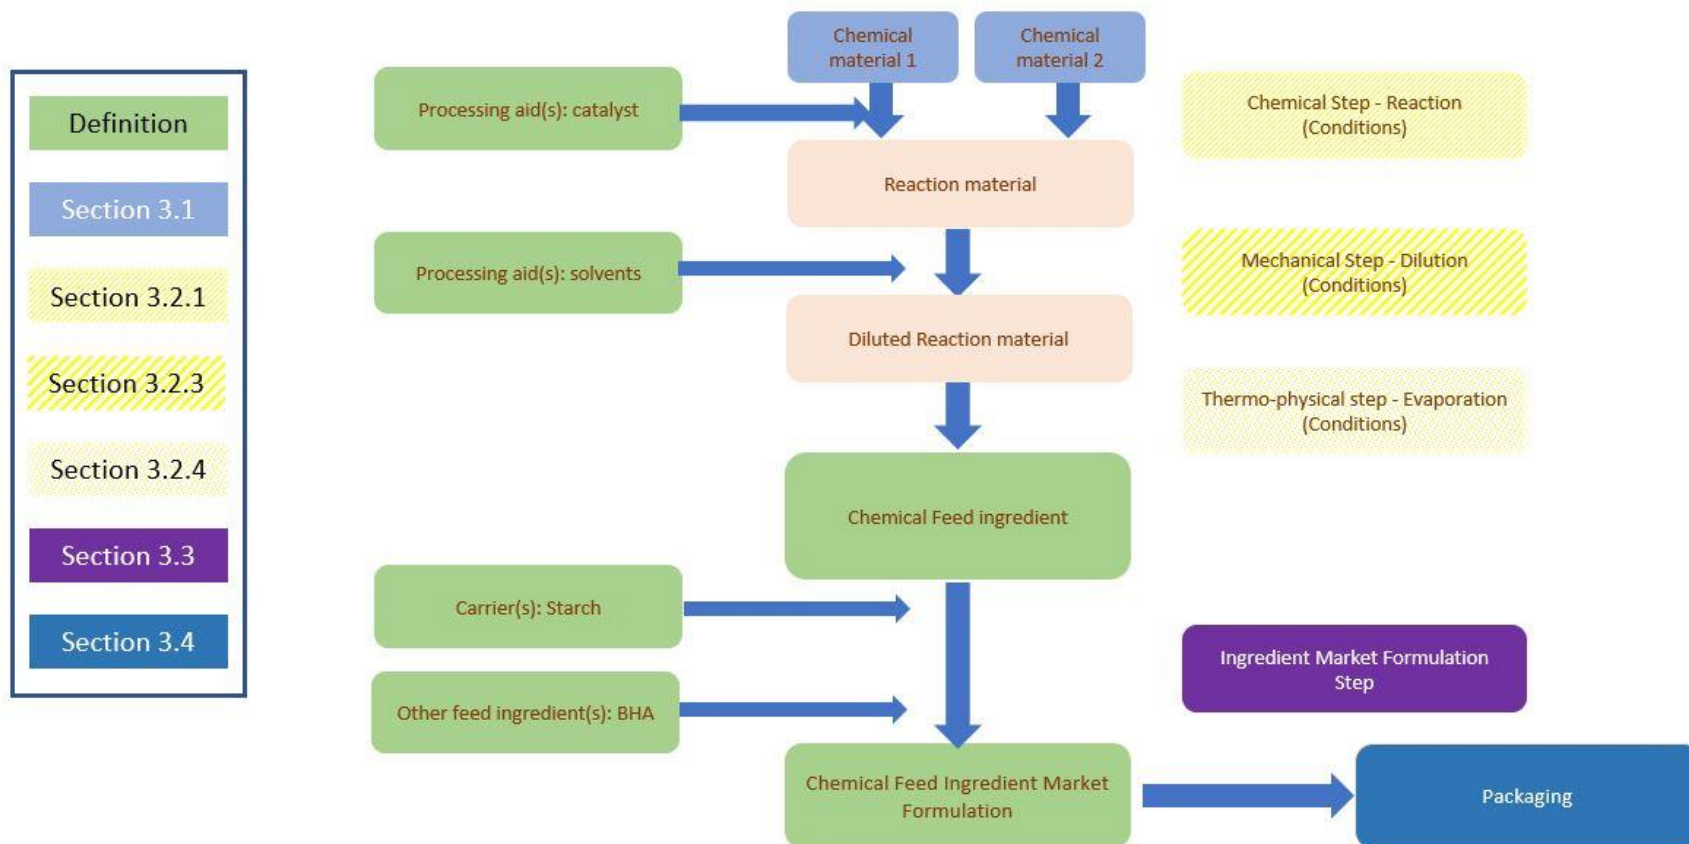 Definition
Section 3.1
Section 3.2.1
Section 3.2.3
Section 3.2.4
Section 3.3
Section 3.4
Chemical
material 1
Chemical
material 2
Processing aid(s): catalyst
Chemical Step - Reaction
(Conditions)
Reaction material
Processing aid(s): solvents
Mechanical Step - Dilution
(Conditions)
Diluted Reaction material
Thermo-physical step - Evaporation
(Conditions)
Chemical Feed ingredient
Carrier(s): Starch
Ingredient Market Formulation
Step
Other feed ingredient(s): BHA
Chemical Feed Ingredient Market
Formulation
Packaging